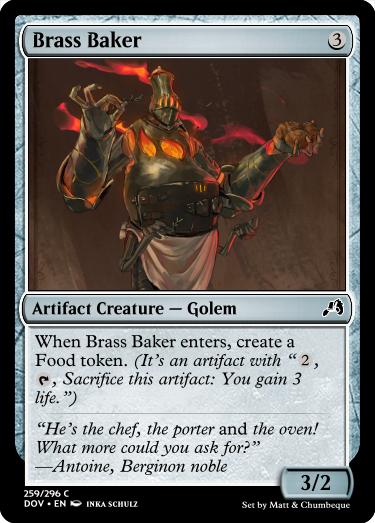 Brass Baker 3
Artifact Creature — Golem
When Brass Baker enters, create a
Food token. (It's an artifact with “2,
, Sacrifice this artifact: You gain 3
life.”)
“He's the chef, the porter and the oven!
What more could you ask for?”
—Antoine, Berginon noble
3/2
259/296 C
DOV • EN INKA SCHULZ
Set by Matt & Chumbeque